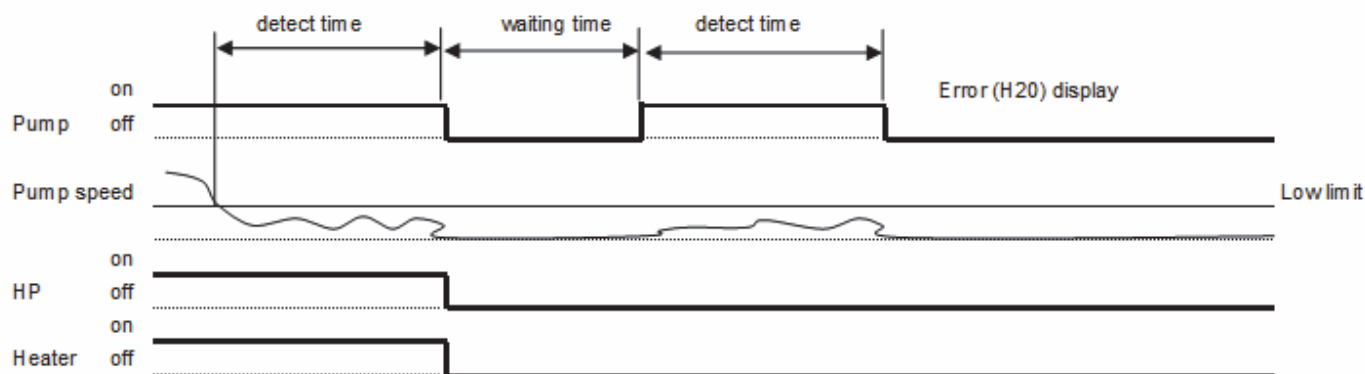 detect time waiting time detect time
on Error (H20) display
Pump off
Pump speed Low limit
on
HP off
on
Heater off